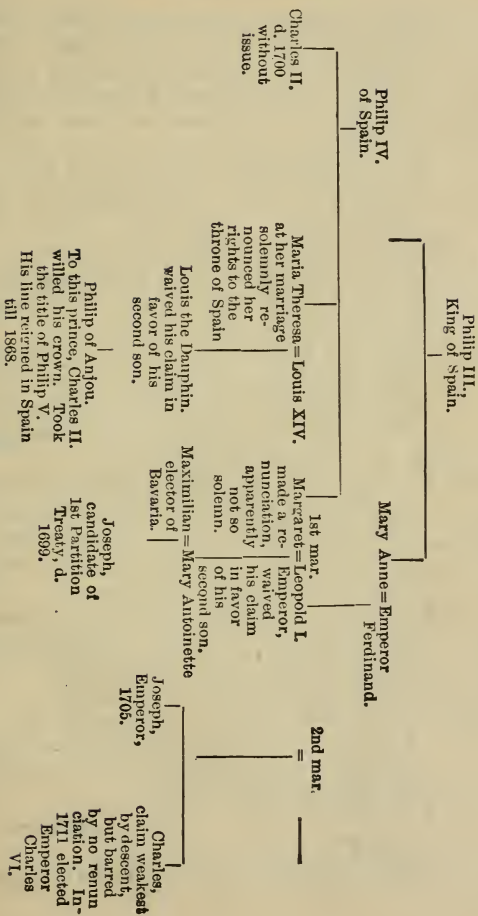 Philip III.,
King of Spain.
Philip IV.
of Spain.
Mary Anne = Emperor
Ferdinand.
Charles II.
d. 1700
without
issue.
Maria Theresa = Louis XIV.
at her marriage
solemnly re-
nounced her
rights to the
throne of Spain
1st mar.
Margaret = Leopold I.
made a re-
nunciation,
apparently
not so
solemn.
Emperor,
waived
his claim
in favor
of his
second son.
2nd mar.
=
Louis the Dauphin.
waived his claim in
favor of his
second son.
Maximilian = Mary Antoinette
elector of
Bavaria.
Joseph,
Emperor,
1705.
Charles,
claim weakest
by descent,
but barred
by no renun
ciation. In-
1711 elected
Emperor
Charles
VI.
Philip of Anjou.
To this prince, Charles II.
willed his crown. Took
the title of Philip V.
His line reigned in Spain
till 1868.
Joseph,
candidate of
1st Partition
Treaty, d.
1699.